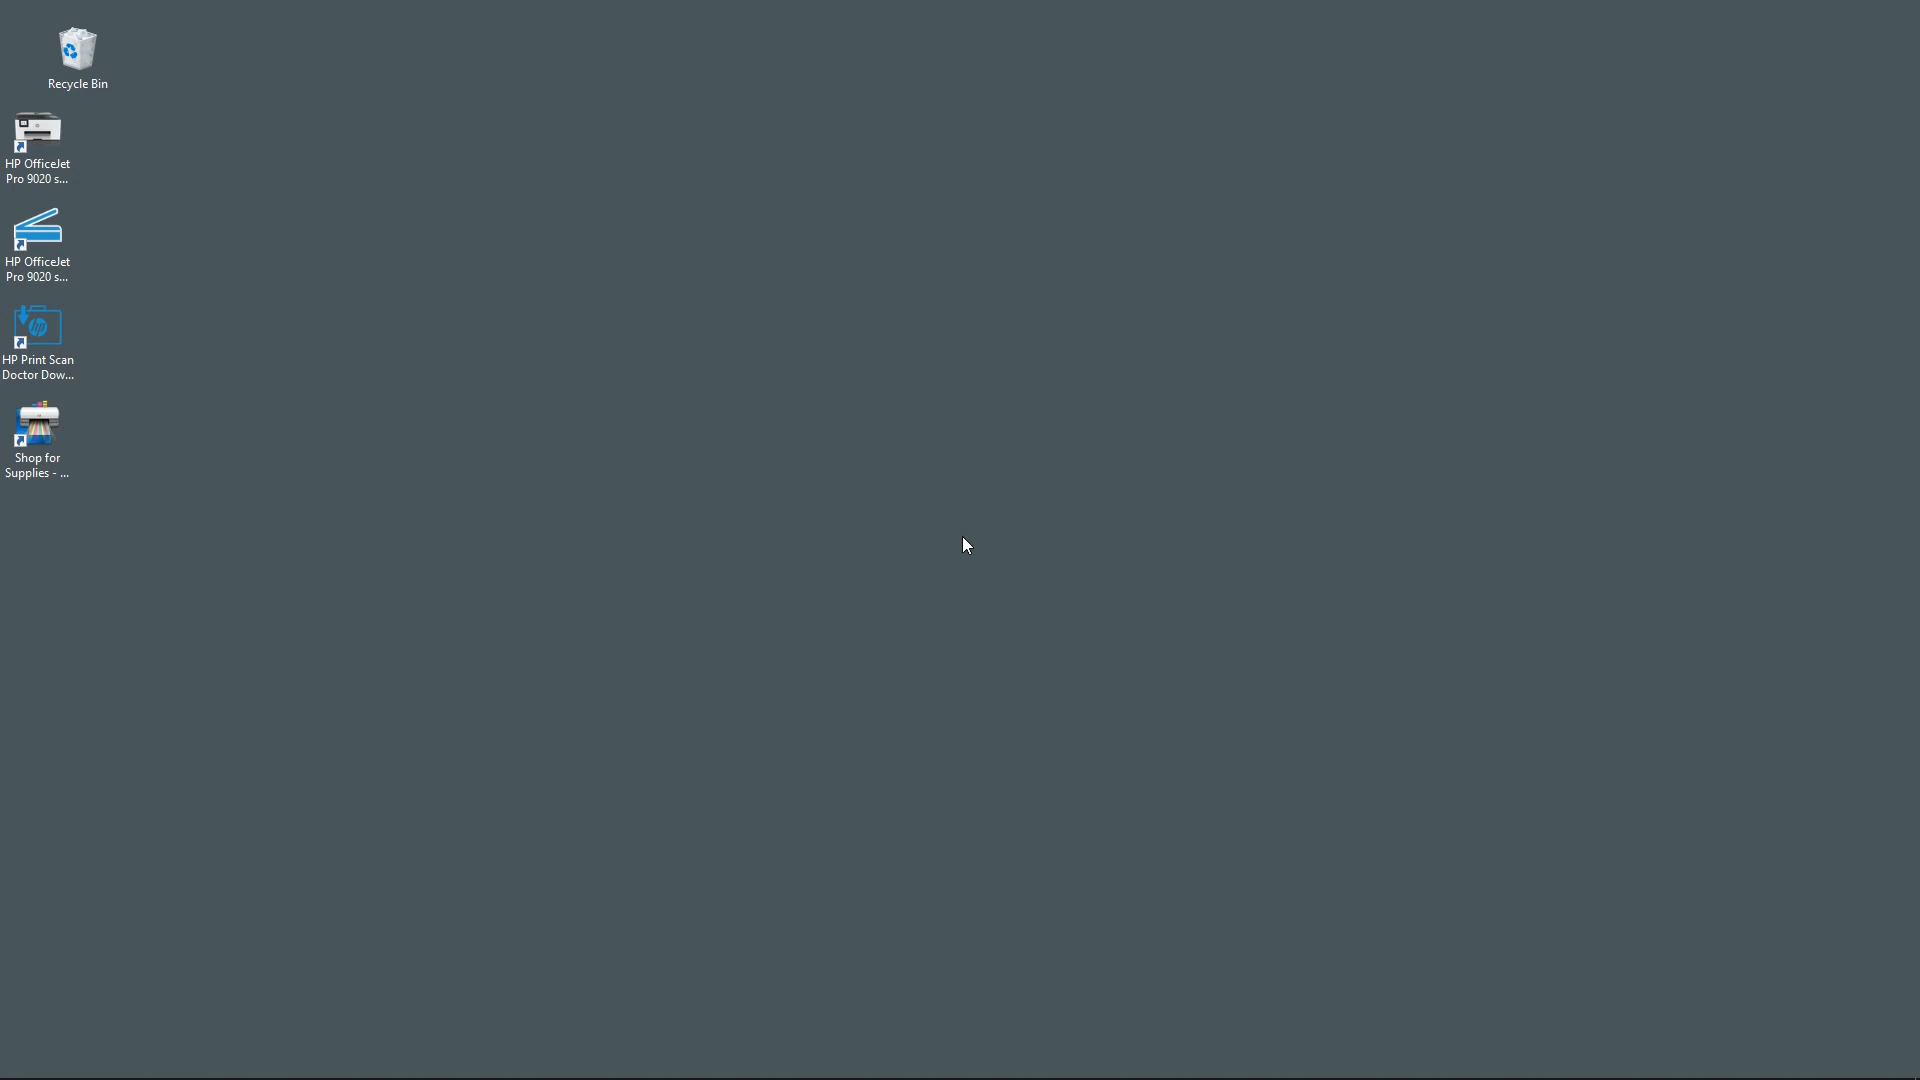 Recycle Bin
HP OfficeJet
Pro 9020 s...
HP OfficeJet
Pro 9020 s...
HP Print Scan
Doctor Dow...
Shop for
Supplies - ...